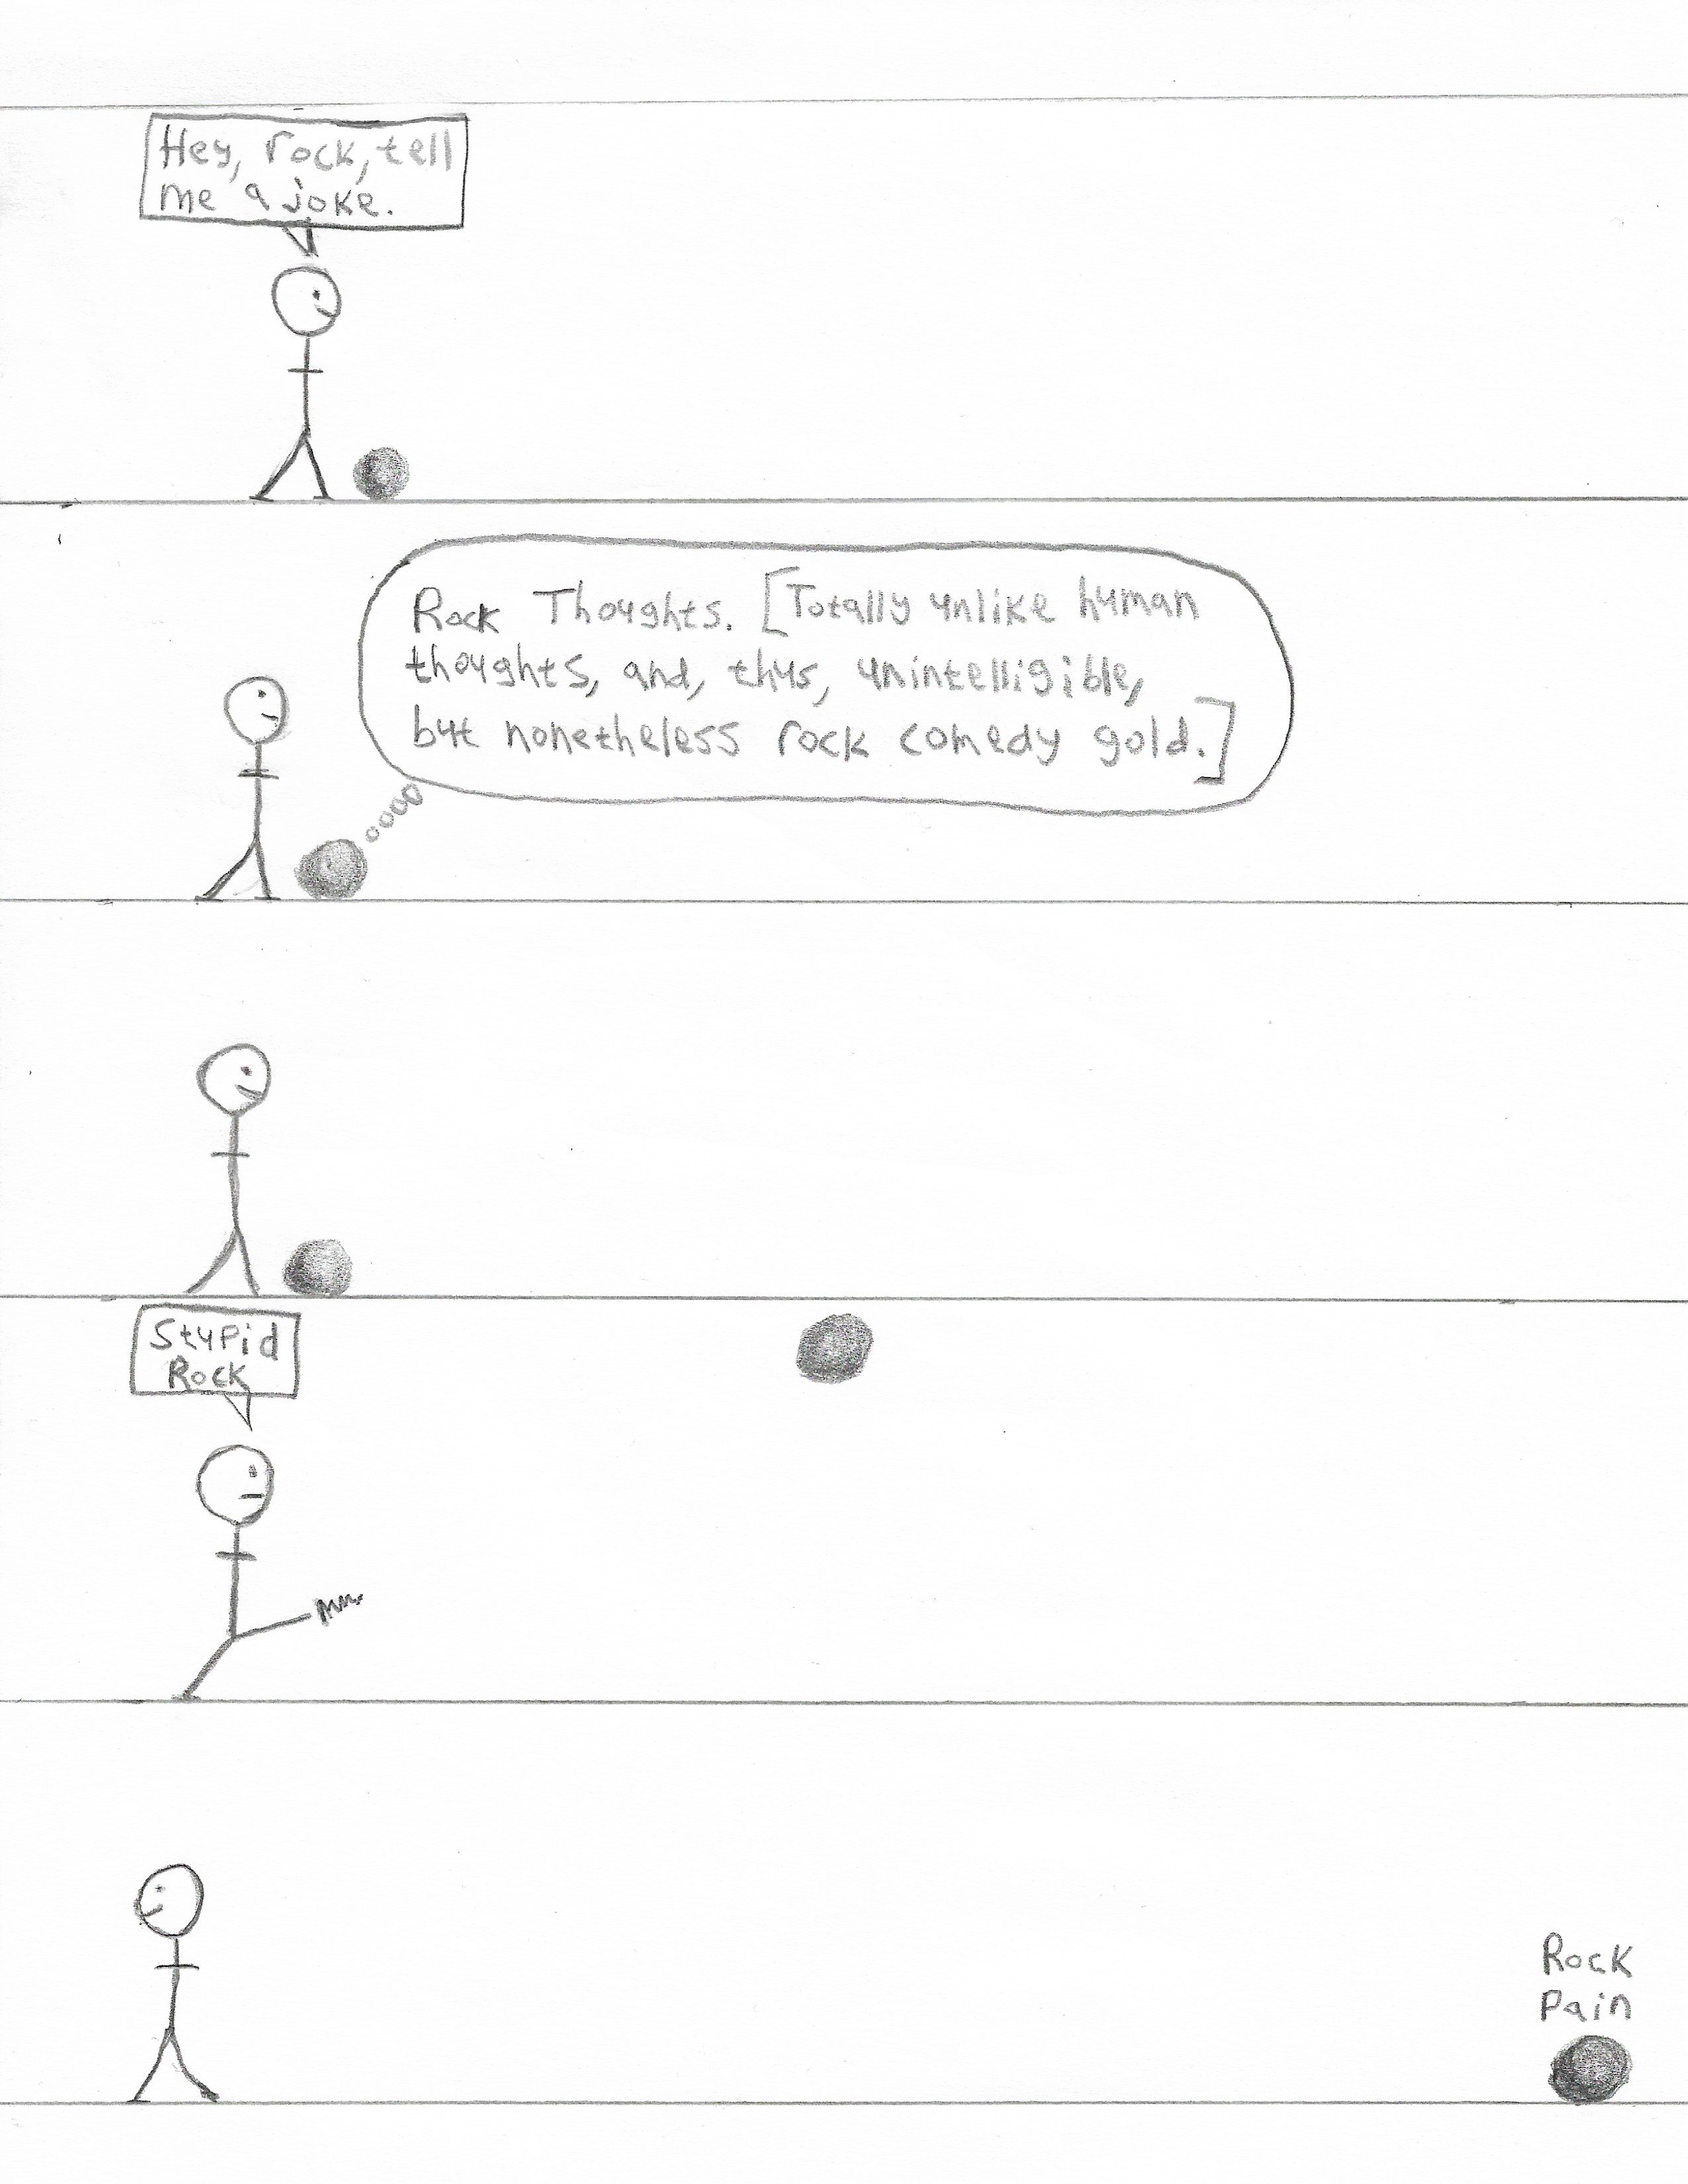 Hey, rock, tell
me a joke.
Rock Thoughts. [Totally unlike human
thoughts, and, thus, unintelligible,
but nonetheless rock comedy gold.]
Stupid
Rock
Rock
Pain